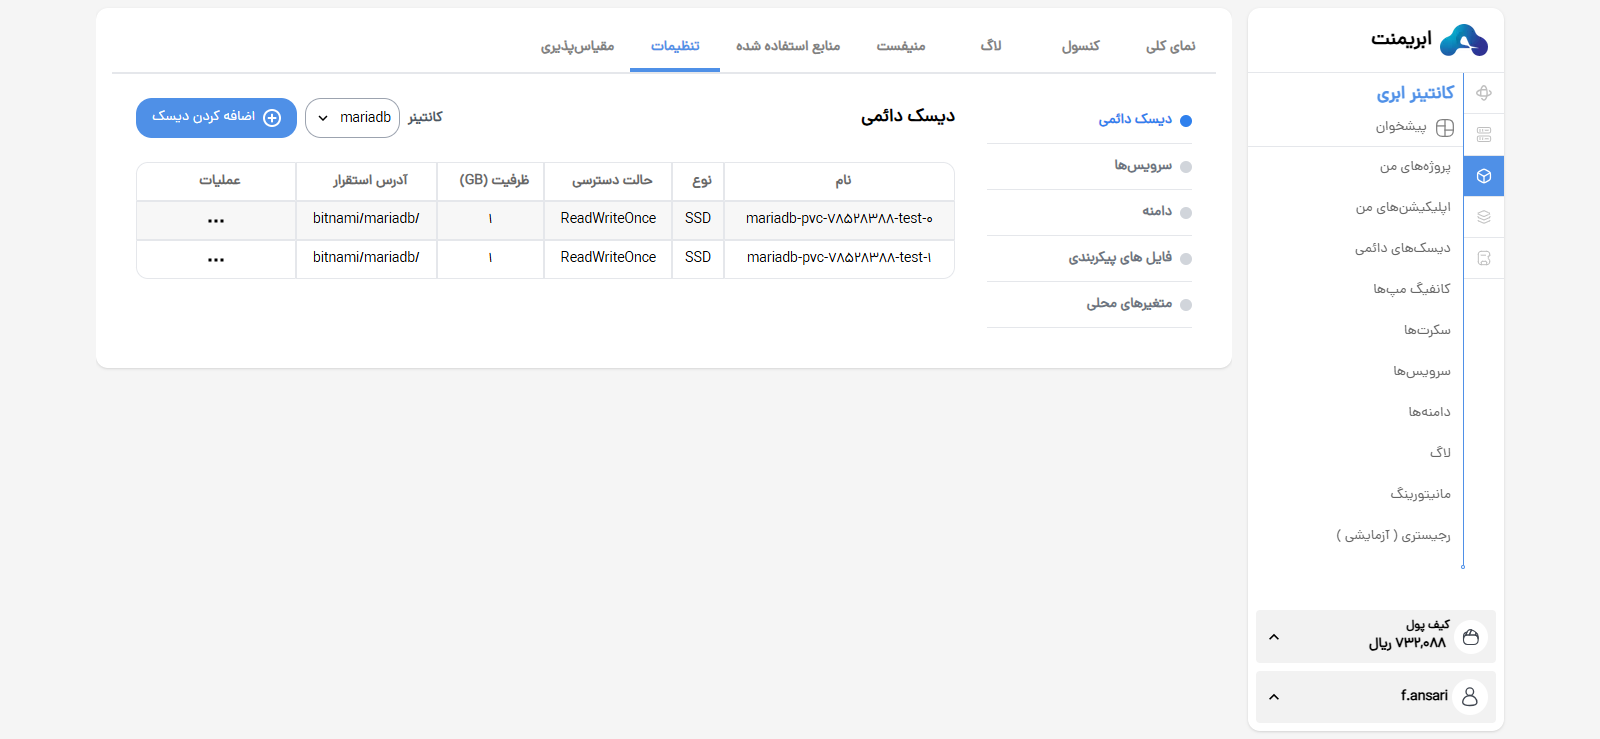 ابریمنت
کانتینر ابری
پیشخوان
پروژه‌های من
اپلیکیشن‌های من
دیسک‌های دائمی
کانفیگ مپ‌ها
سکرت‌ها
سرویس‌ها
دامنه‌ها
لاگ
مانیتورینگ
رجیستری ( آزمایشی )
کیف پول
۷۳۲,۰۸۸ ریال
f.ansari
نمای کلی کنسول لاگ منیفست منابع استفاده شده تنظیمات مقیاس‌پذیری
دیسک دائمی
سرویس‌ها
دامنه
فایل های پیکربندی
متغیرهای محلی
دیسک دائمی کانتینر mariadb اضافه کردن دیسک
نام نوع حالت دسترسی ظرفیت (GB) آدرس استقرار عملیات
mariadb-pvc-۷۸۵۲۸۳۸۸-test-۰ SSD ReadWriteOnce ۱ bitnami/mariadb/ ...
mariadb-pvc-۷۸۵۲۸۳۸۸-test-۱ SSD ReadWriteOnce ۱ bitnami/mariadb/ ...